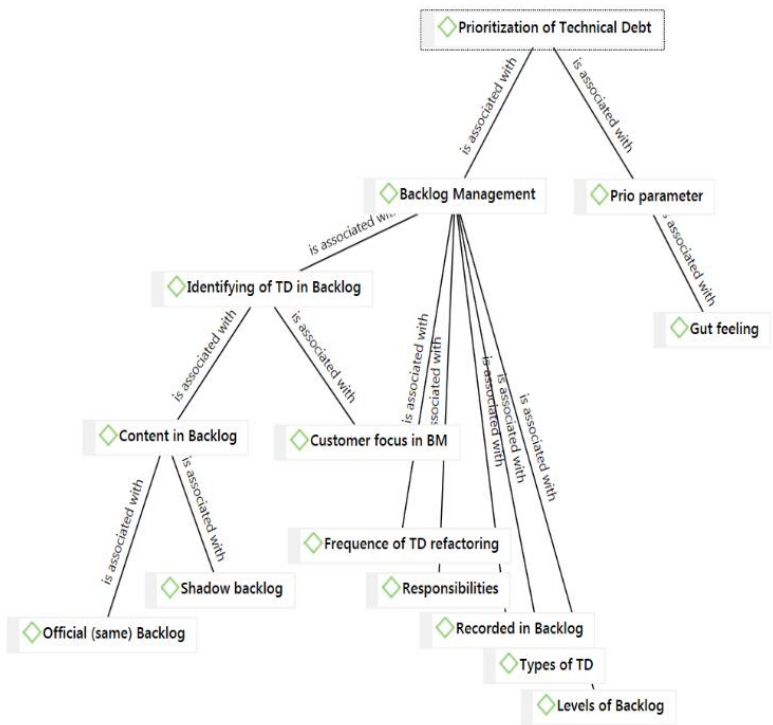 Prioritization of Technical Debt
is associated with
is associated with
Backlog Management
Prio parameter
is associated with
is associated with
Identifying of TD in Backlog
Gut feeling
is associated with
is associated with
is associated with
associated with
is associated with
is associated with
is associated with
Content in Backlog
Customer focus in BM
is associated with
is associated with
Frequence of TD refactoring
Shadow backlog
Responsibilities
Official (same) Backlog
Recorded in Backlog
Types of TD
Levels of Backlog